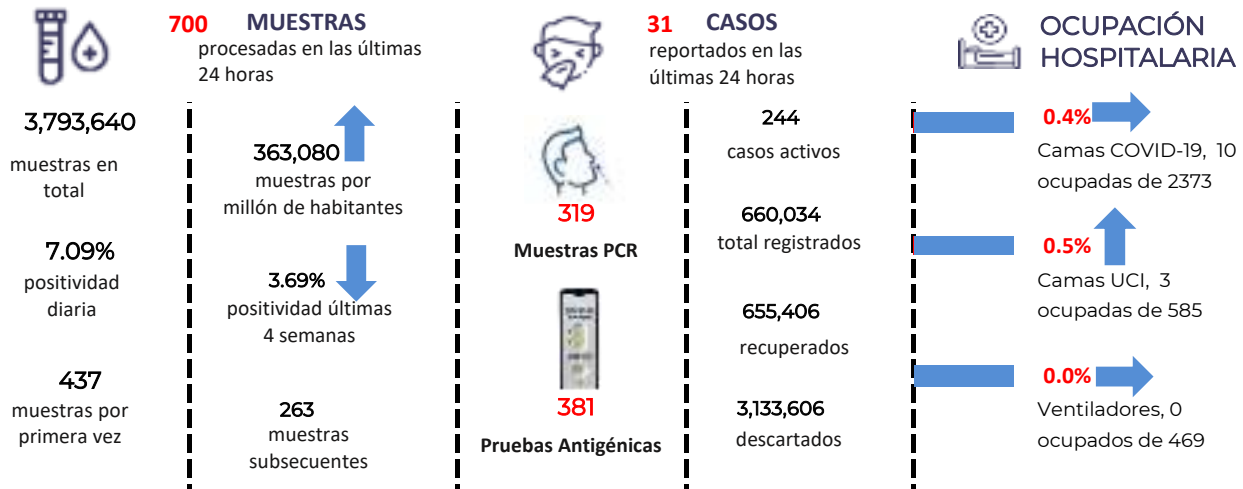 700 MUESTRAS
procesadas en las últimas
24 horas
3,793,640
muestras en
total
7.09%
positividad
diaria
437
muestras por
primera vez
363,080
muestras por
millón de habitantes
3.69%
positividad últimas
4 semanas
263
muestras
subsecuentes
31 CASOS
reportados en las
últimas 24 horas
319
Muestras PCR
381
Pruebas Antigénicas
244
casos activos
660,034
total registrados
655,406
recuperados
3,133,606
descartados
OCUPACIÓN
HOSPITALARIA
0.4%
Camas COVID-19, 10
ocupadas de 2373
0.5%
Camas UCI, 3
ocupadas de 585
0.0%
Ventiladores, 0
ocupados de 469